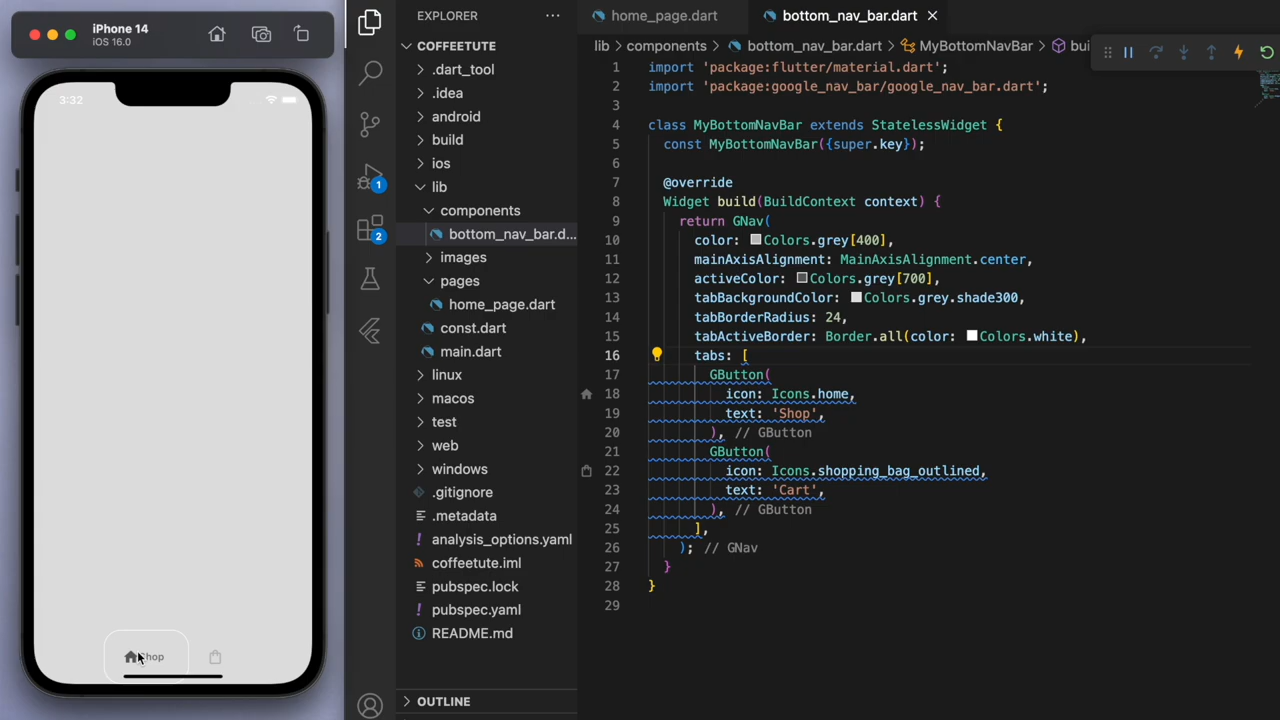 iPhone 14
iOS 16.0
3:32
Shop
EXPLORER
COFFEETUTE
.dart_tool
.idea
android
build
ios
lib
components
bottom_nav_bar.d...
images
pages
home_page.dart
const.dart
main.dart
linux
macos
test
web
windows
.gitignore
.metadata
analysis_options.yaml
coffeetute.iml
pubspec.lock
pubspec.yaml
README.md
OUTLINE
1
2
home_page.dart
bottom_nav_bar.dart
lib > components > bottom_nav_bar.dart > MyBottomNavBar > bui
1 import 'package:flutter/material.dart';
2 import 'package:google_nav_bar/google_nav_bar.dart';
3
4 class MyBottomNavBar extends StatelessWidget {
5 const MyBottomNavBar({super.key});
6
7 @override
8 Widget build(BuildContext context) {
9 return GNav(
10 color: Colors.grey[400],
11 mainAxisAlignment: MainAxisAlignment.center,
12 activeColor: Colors.grey[700],
13 tabBackgroundColor: Colors.grey.shade300,
14 tabBorderRadius: 24,
15 tabActiveBorder: Border.all(color: Colors.white),
16 tabs: [
17 GButton(
18 icon: Icons.home,
19 text: 'Shop',
20 ), // GButton
21 GButton(
22 icon: Icons.shopping_bag_outlined,
23 text: 'Cart',
24 ), // GButton
25 ],
26 ); // GNav
27 }
28 }
29